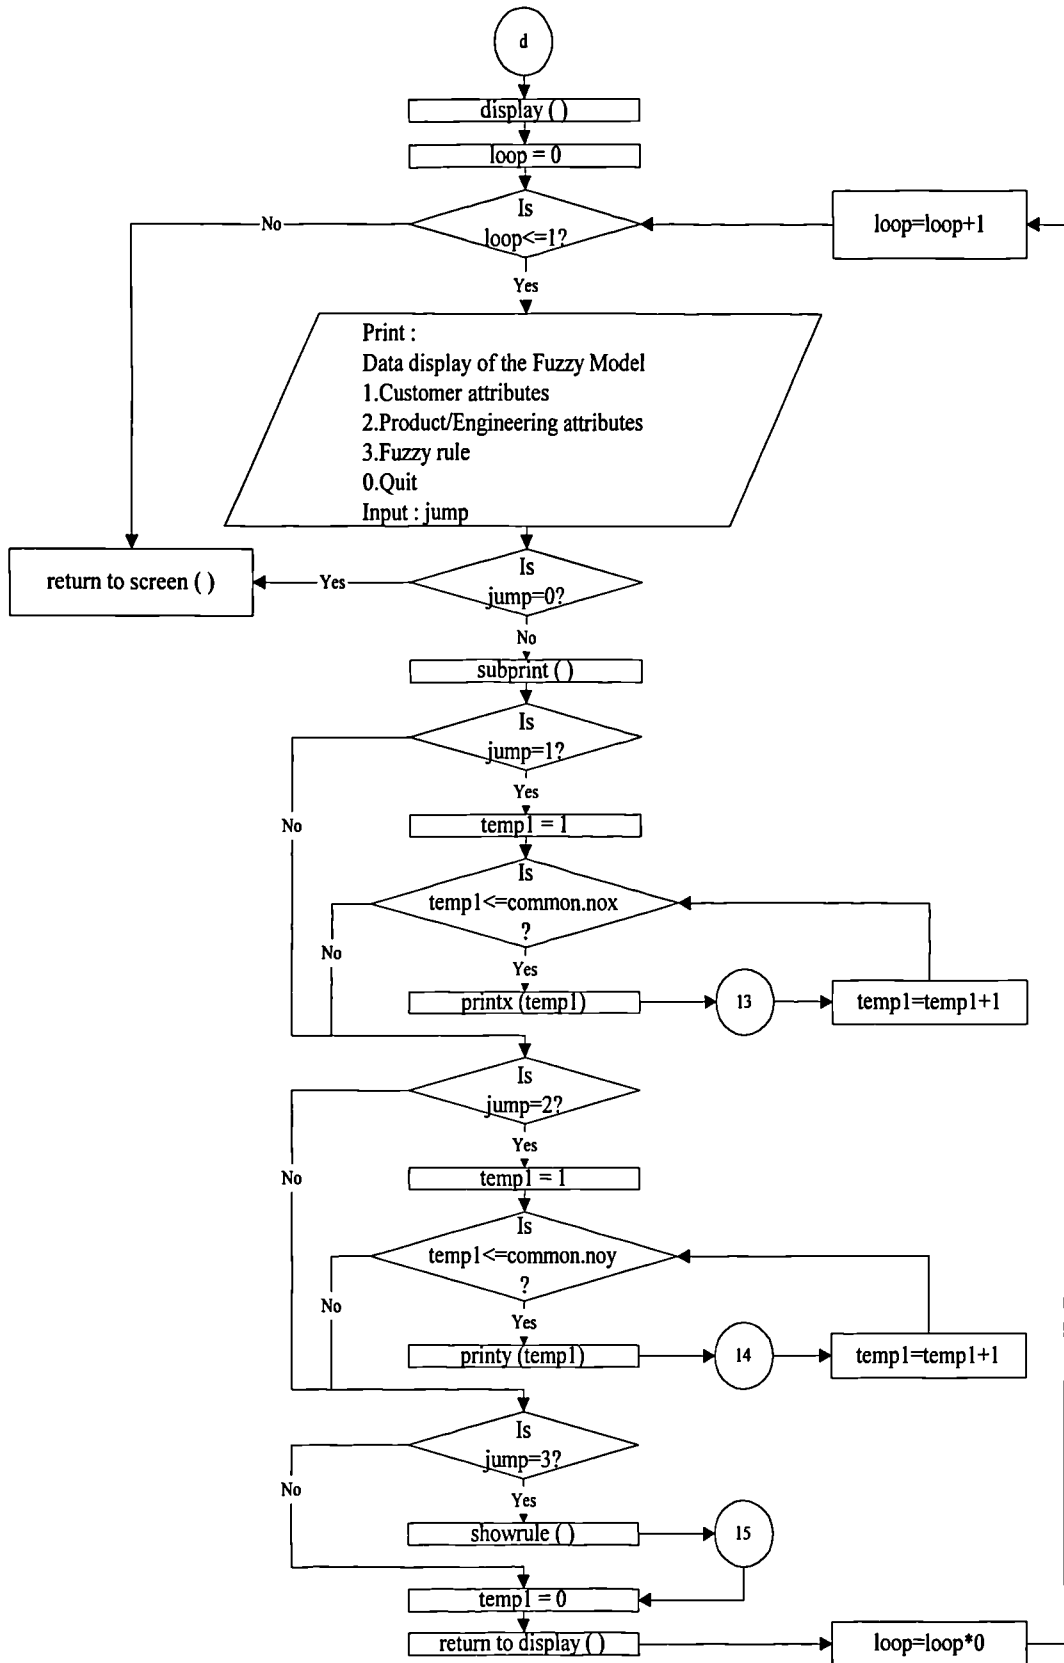 d
display ( )
loop = 0
Is
loop<=1?
No
loop=loop+1
Yes
Print :
Data display of the Fuzzy Model
1.Customer attributes
2.Product/Engineering attributes
3.Fuzzy rule
0.Quit
Input : jump
return to screen ( )
Yes
Is
jump=0?
No
subprint ( )
Is
jump=1?
Yes
No
temp1 = 1
Is
temp1<=common.nox
?
No
Yes
printx (temp1)
13
temp1=temp1+1
Is
jump=2?
Yes
No
temp1 = 1
Is
temp1<=common.noy
?
No
Yes
printy (temp1)
14
temp1=temp1+1
Is
jump=3?
No
Yes
showrule ( )
15
temp1 = 0
return to display ( )
loop=loop*0